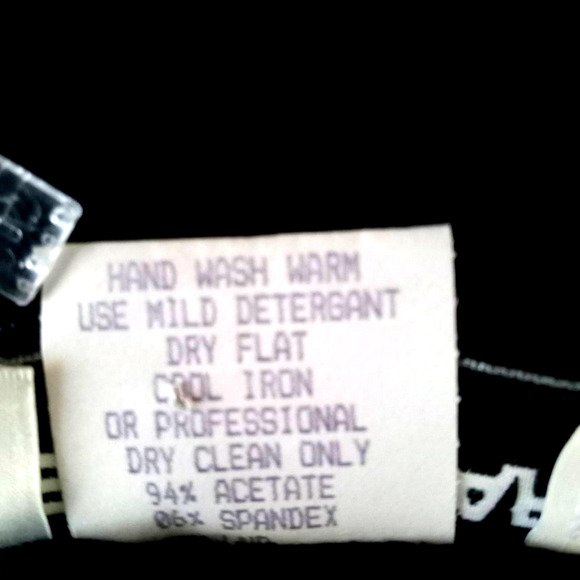 HAND WASH WARM
USE MILD DETERGANT
DRY FLAT
COOL IRON
OR PROFESSIONAL
DRY CLEAN ONLY
94% ACETATE
06% SPANDEX